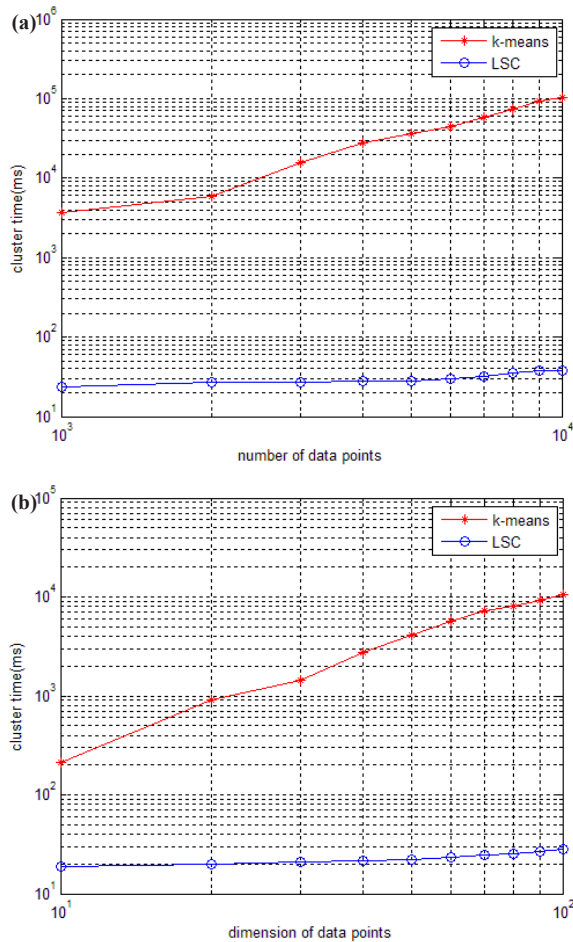 (a)
10^6
10^5
10^4
10^3
10^2
10^1
cluster time(ms)
k-means
LSC
10^3
10^4
number of data points
(b)
10^5
10^4
10^3
10^2
10^1
cluster time(ms)
k-means
LSC
10^1
10^2
dimension of data points